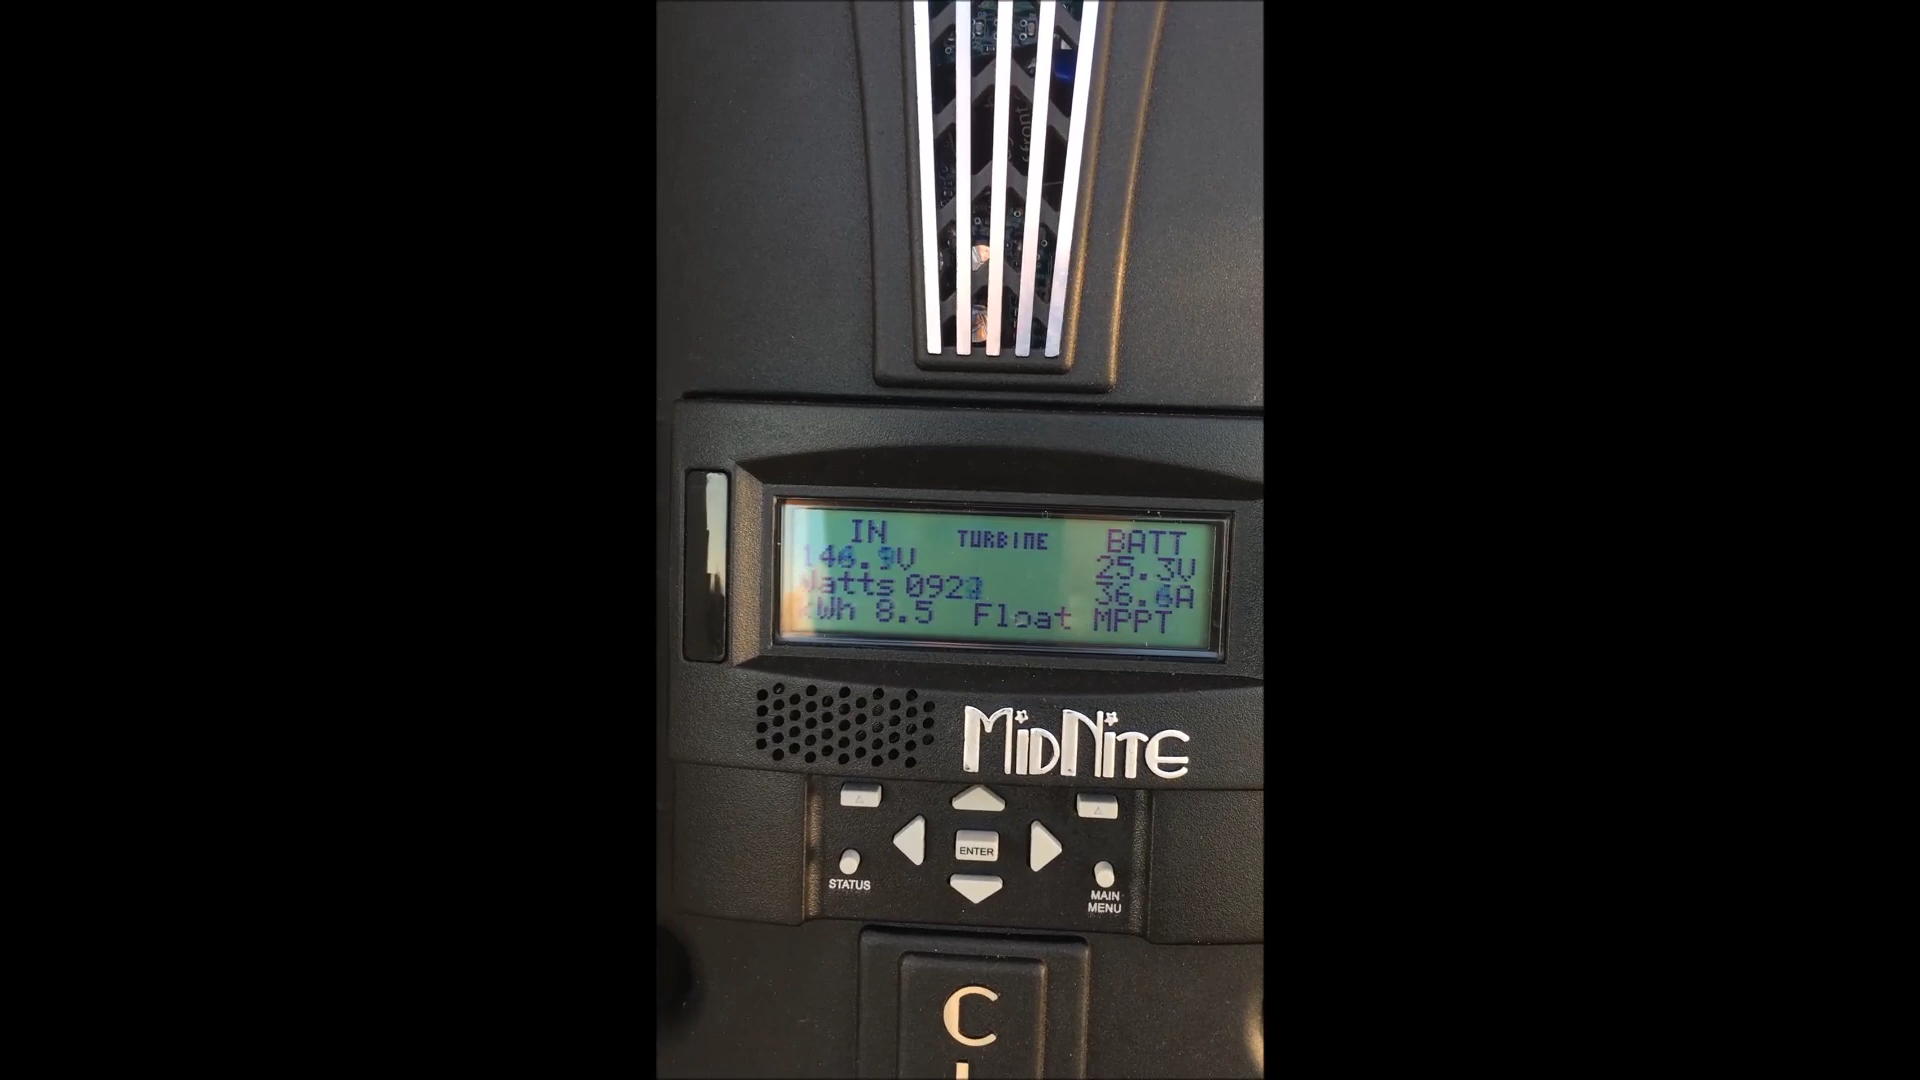 IN TURBINE BATT
146.9V 25.3V
Watts 0922 36.6A
kWh 8.5 Float MPPT
MIDNITE
ENTER
STATUS
MAIN
MENU
C